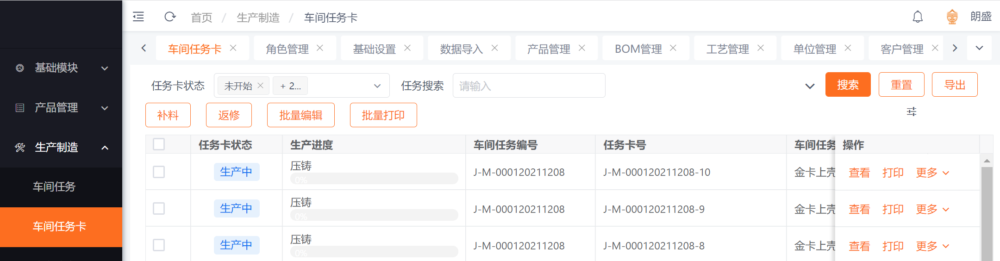 首页 / 生产制造 / 车间任务卡
朗盛
车间任务卡 角色管理 基础设置 数据导入 产品管理 BOM管理 工艺管理 单位管理 客户管理
基础模块
产品管理
生产制造
车间任务
车间任务卡
任务卡状态 未开始 + 2... 任务搜索 请输入 搜索 重置 导出
补料 返修 批量编辑 批量打印
任务卡状态 生产进度 车间任务编号 任务卡号 车间任务 操作
生产中 压铸 0% J-M-000120211208 J-M-000120211208-10 金卡上壳 查看 打印 更多
生产中 压铸 0% J-M-000120211208 J-M-000120211208-9 金卡上壳 查看 打印 更多
生产中 压铸 0% J-M-000120211208 J-M-000120211208-8 金卡上壳 查看 打印 更多